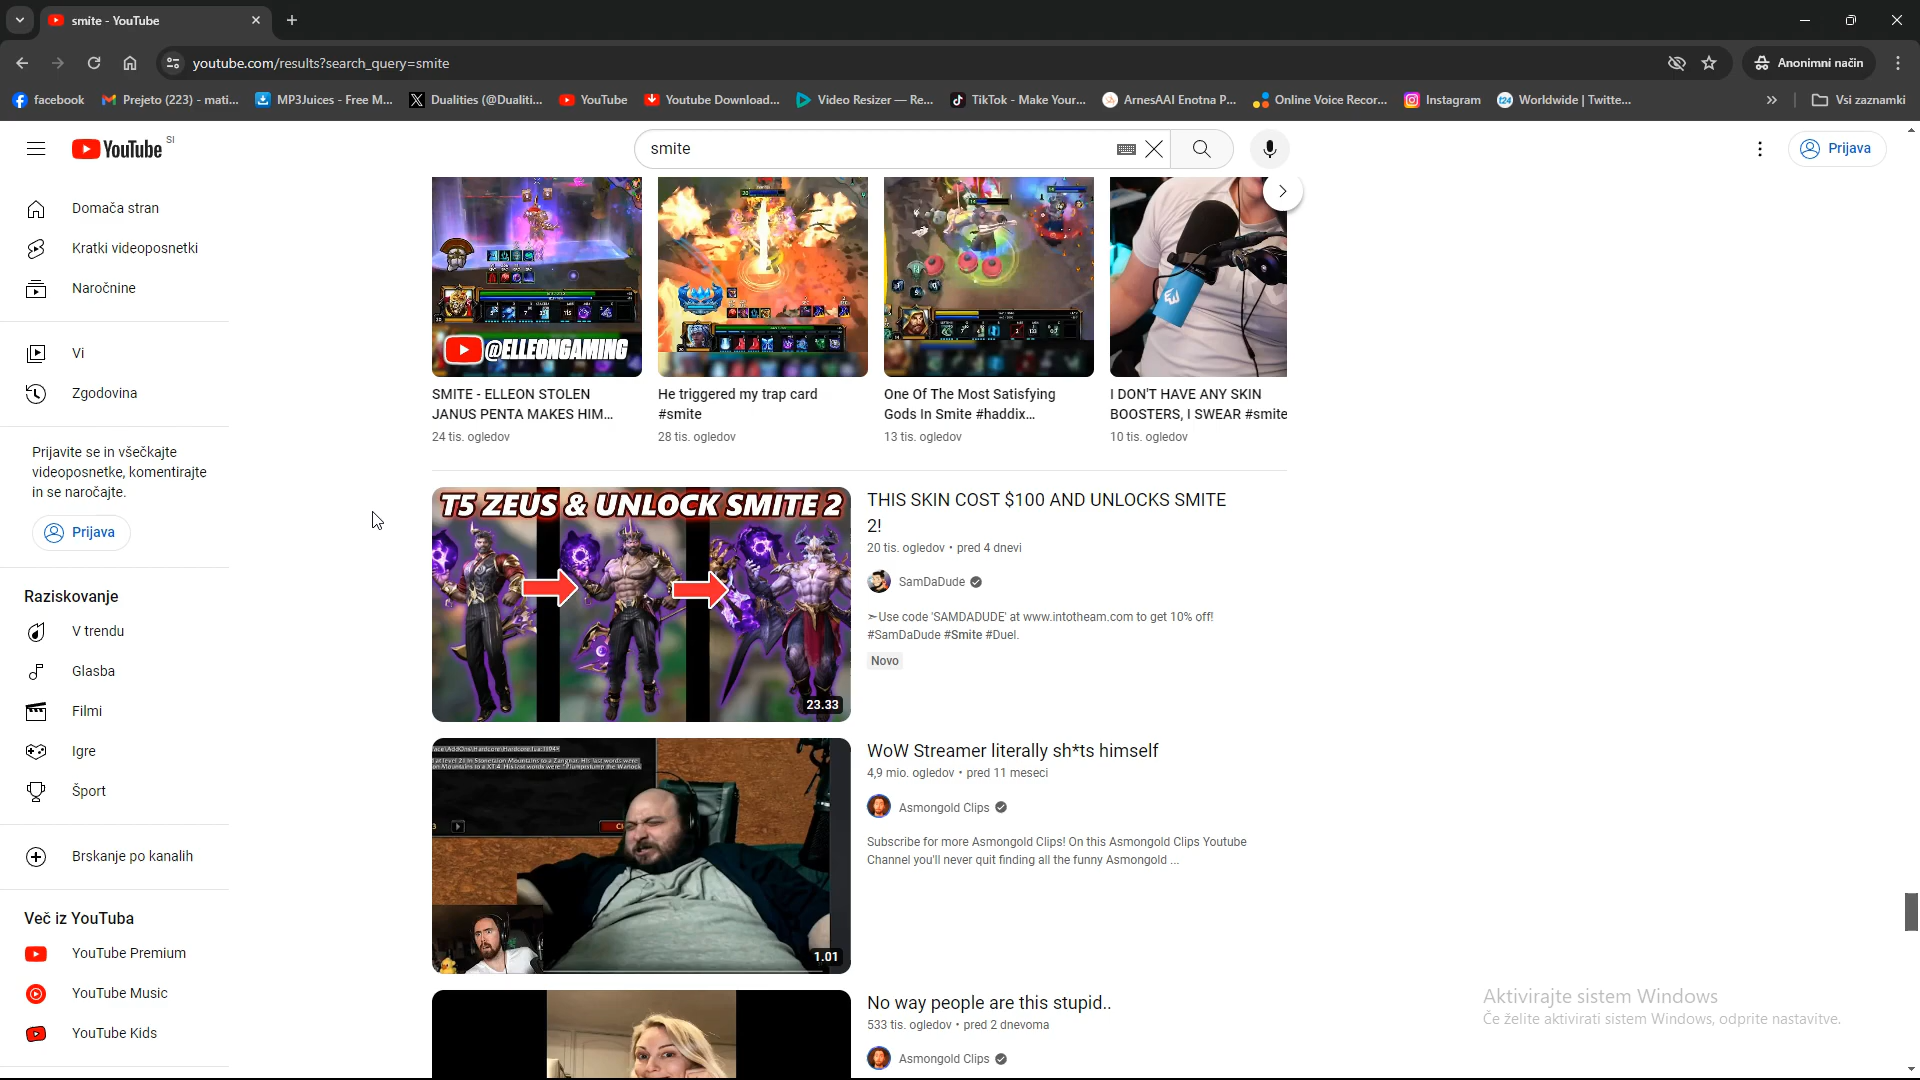 smite - YouTube
youtube.com/results?search_query=smite
Anonimni način
facebook
Prejeto (223) - mati...
MP3Juices - Free M...
Dualities (@Dualiti...
YouTube
Youtube Download...
Video Resizer — Re...
TikTok - Make Your...
ArnesAAI Enotna P...
Online Voice Recor...
Instagram
Worldwide | Twitte...
Vsi zaznamki
YouTube SI
smite
Prijava
Domača stran
Kratki videoposnetki
Naročnine
Vi
Zgodovina
Prijavite se in všečkajte
videoposnetke, komentirajte
in se naročajte.
Prijava
Raziskovanje
V trendu
Glasba
Filmi
Igre
Šport
Brskanje po kanalih
Več iz YouTuba
YouTube Premium
YouTube Music
YouTube Kids
@ELLEONGAMING
SMITE - ELLEON STOLEN
JANUS PENTA MAKES HIM...
24 tis. ogledov
He triggered my trap card
#smite
28 tis. ogledov
One Of The Most Satisfying
Gods In Smite #haddix...
13 tis. ogledov
I DON'T HAVE ANY SKIN
BOOSTERS, I SWEAR #smite
10 tis. ogledov
T5 ZEUS & UNLOCK SMITE 2
23.33
THIS SKIN COST $100 AND UNLOCKS SMITE
2!
20 tis. ogledov • pred 4 dnevi
SamDaDude
➣Use code 'SAMDADUDE' at www.intotheam.com to get 10% off!
#SamDaDude #Smite #Duel.
Novo
1.01
WoW Streamer literally sh*ts himself
4,9 mio. ogledov • pred 11 meseci
Asmongold Clips
Subscribe for more Asmongold Clips! On this Asmongold Clips Youtube
Channel you'll never quit finding all the funny Asmongold ...
No way people are this stupid..
533 tis. ogledov • pred 2 dnevoma
Asmongold Clips
Aktivirajte sistem Windows
Če želite aktivirati sistem Windows, odprite nastavitve.